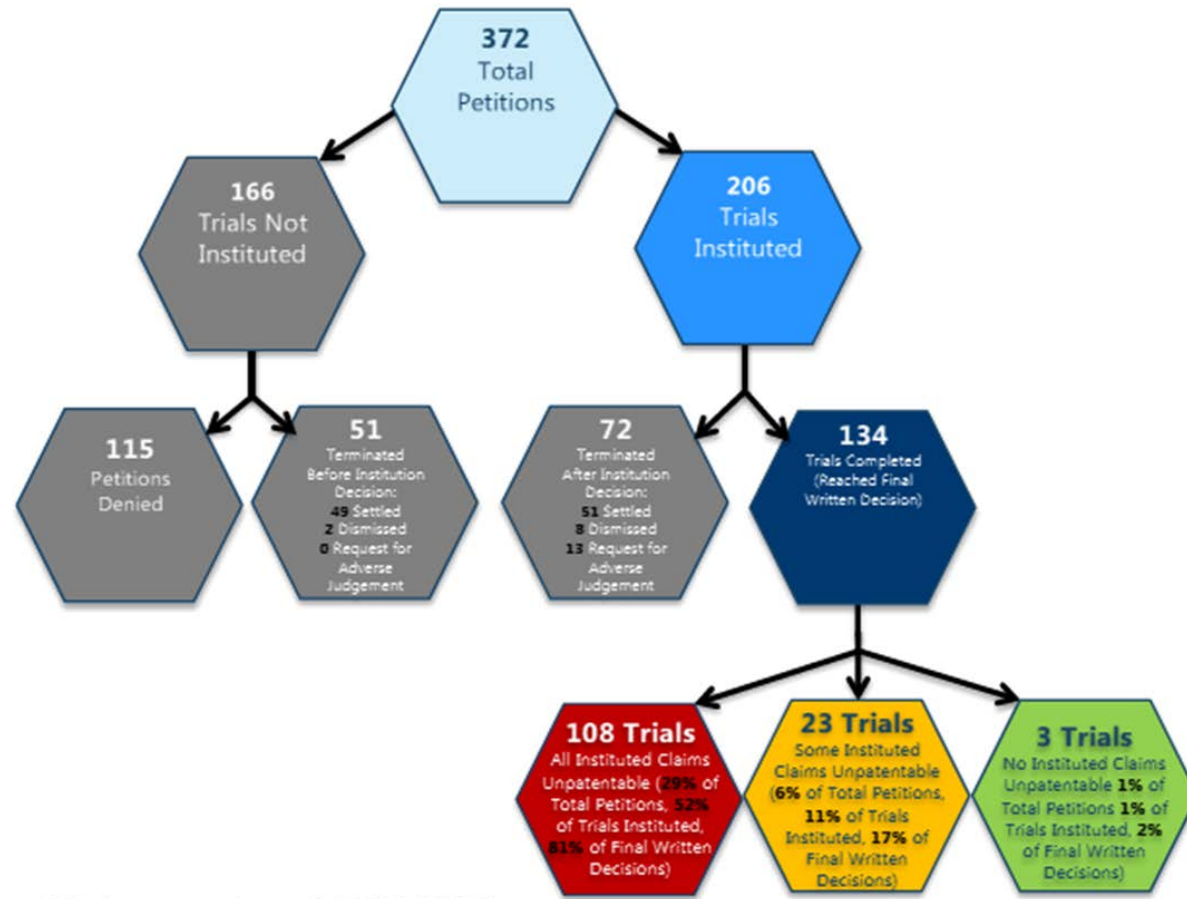 372
Total
Petitions
166
Trials Not
Instituted
206
Trials
Instituted
115
Petitions
Denied
51
Terminated
Before Institution
Decision:
49 Settled
2 Dismissed
0 Request for
Adverse
Judgement
72
Terminated
After Institution
Decision:
51 Settled
8 Dismissed
13 Request for
Adverse
Judgement
134
Trials Completed
(Reached Final
Written Decision)
108 Trials
All Instituted Claims
Unpatentable (29% of
Total Petitions, 52%
of Trials Instituted,
81% of Final Written
Decisions)
23 Trials
Some Instituted
Claims Unpatentable
(6% of Total Petitions,
11% of Trials
Instituted, 17% of
Final Written
Decisions)
3 Trials
No Instituted Claims
Unpatentable 1% of
Total Petitions 1% of
Trials Instituted, 2%
of Final Written
Decisions)